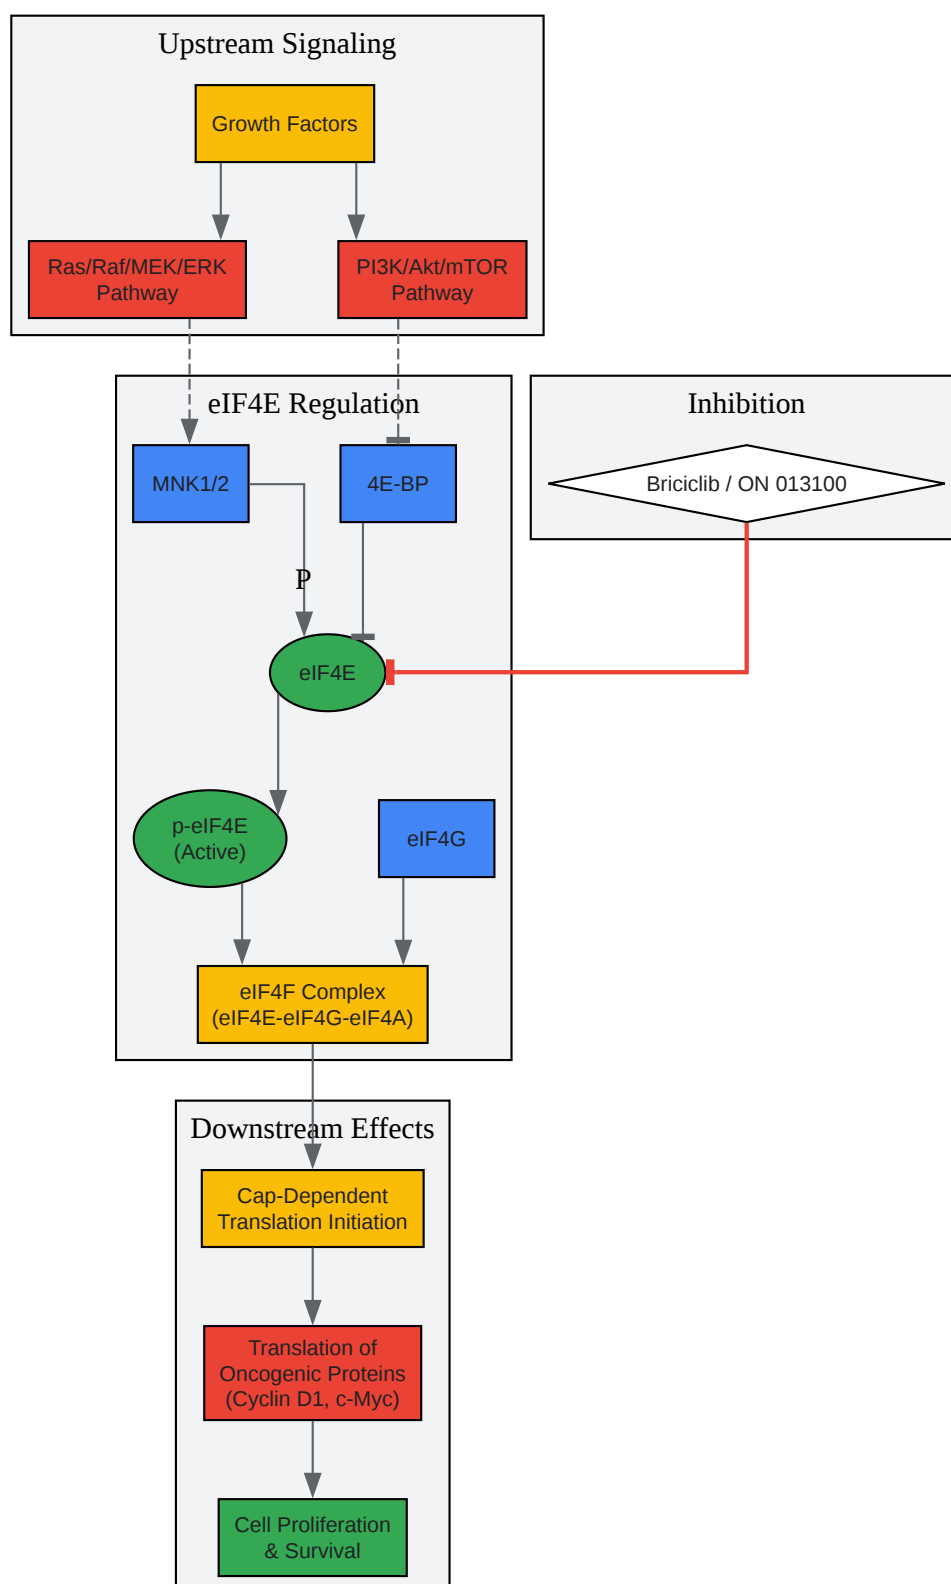 Upstream Signaling
Growth Factors
Ras/Raf/MEK/ERK
Pathway
PI3K/Akt/mTOR
Pathway
eIF4E Regulation
Inhibition
MNK1/2
4E-BP
Briciclib / ON 013100
P
eIF4E
p-eIF4E
(Active)
eIF4G
eIF4F Complex
(eIF4E-eIF4G-eIF4A)
Downstream Effects
Cap-Dependent
Translation Initiation
Translation of
Oncogenic Proteins
(Cyclin D1, c-Myc)
Cell Proliferation
& Survival